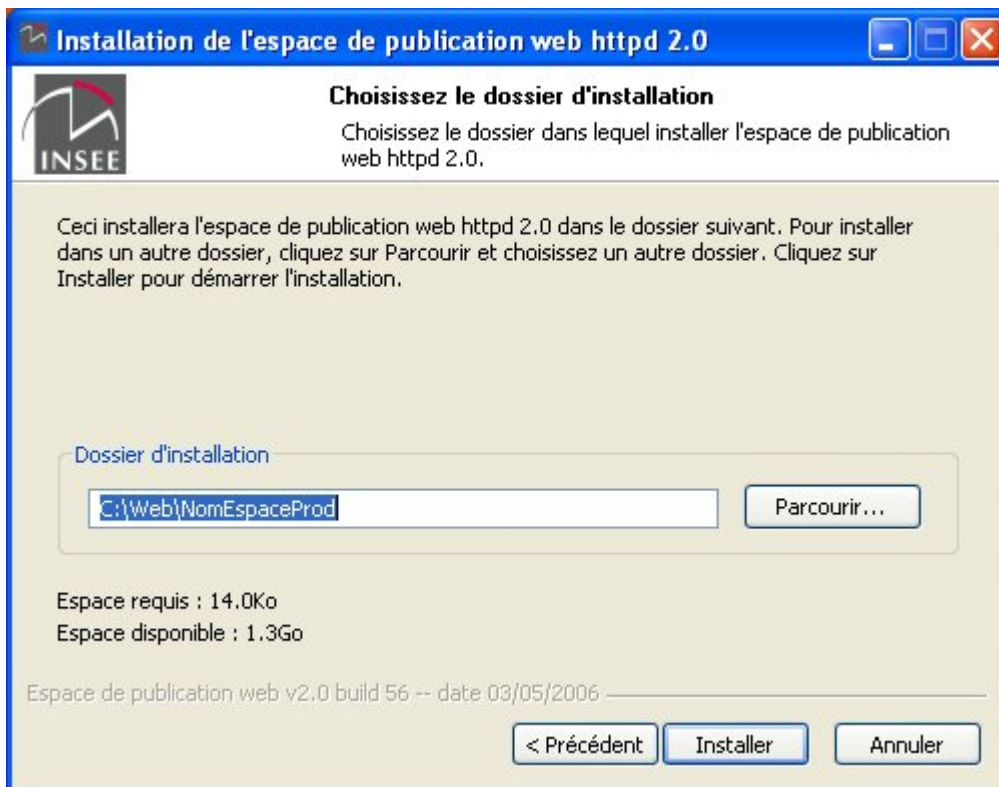 Installation de l'espace de publication web httpd 2.0
INSEE
Choisissez le dossier d'installation
Choisissez le dossier dans lequel installer l'espace de publication
web httpd 2.0.
Ceci installera l'espace de publication web httpd 2.0 dans le dossier suivant. Pour installer
dans un autre dossier, cliquez sur Parcourir et choisissez un autre dossier. Cliquez sur
Installer pour démarrer l'installation.
Dossier d'installation
C:\Web\NomEspaceProd
Parcourir...
Espace requis : 14.0Ko
Espace disponible : 1.3Go
Espace de publication web v2.0 build 56 -- date 03/05/2006
< Précédent
Installer
Annuler